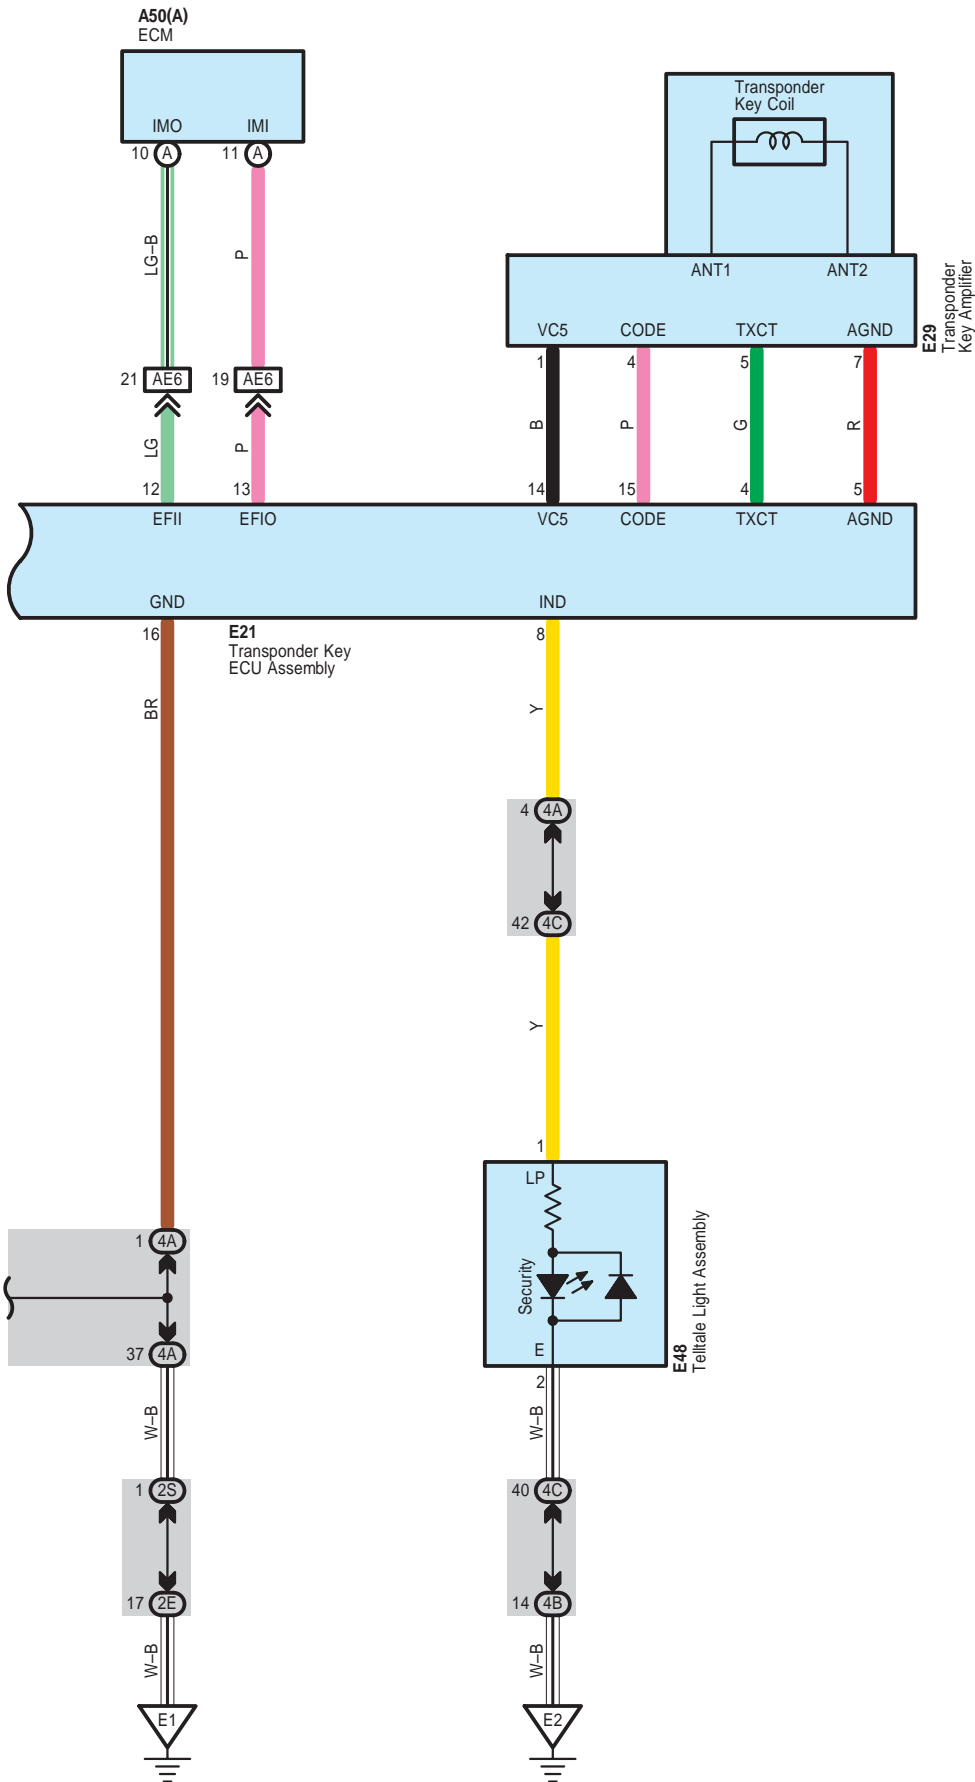 A50(A)
ECM
IMO IMI
10 A 11 A
LG–B
P
21 AE6 19 AE6
LG
P
12 13
Transponder
Key Coil
ANT1 ANT2
VC5 CODE TXCT AGND
E29
Transponder
Key Amplifier
1 4 5 7
B
P
G
R
14 15 4 5
EFII EFIO VC5 CODE TXCT AGND
GND IND
16 8
E21
Transponder Key
ECU Assembly
BR
Y
4 4A
42 4C
Y
1
LP
Security
E
E48
Telltale Light Assembly
1 4A
37 4A
2
W–B
W–B
1 2S
40 4C
17 2E
14 4B
W–B
W–B
E1
E2